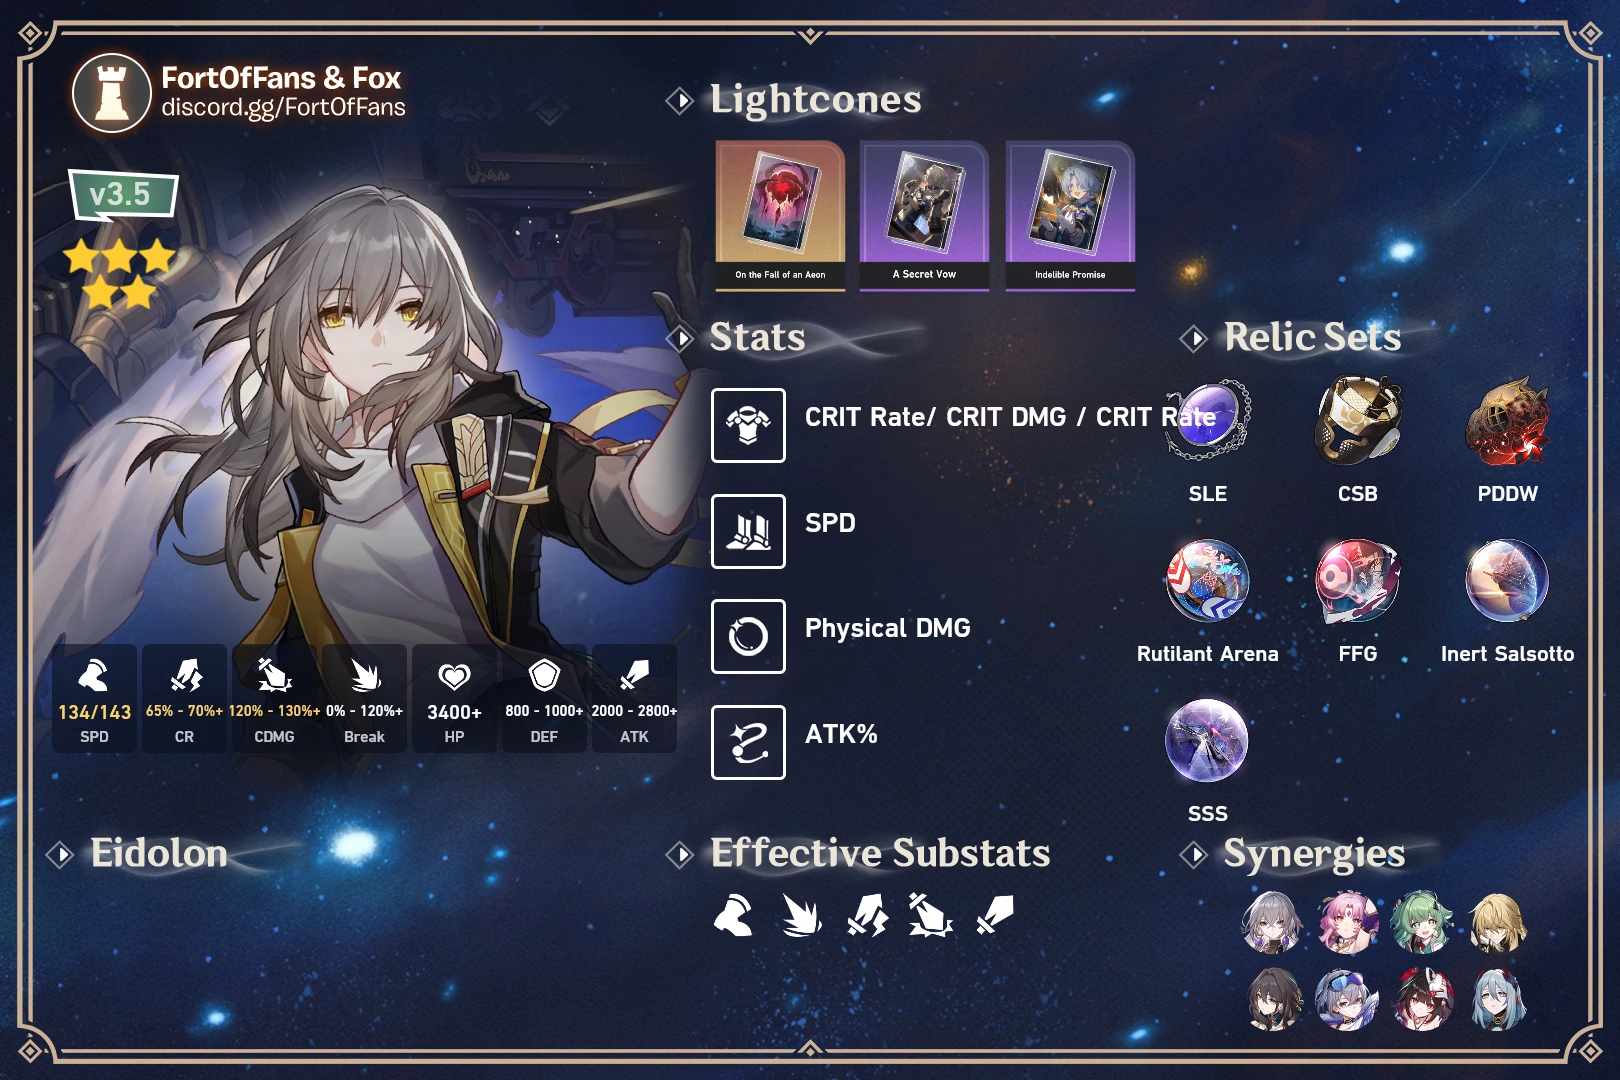 FortOfFans & Fox
discord.gg/FortOfFans
v3.5
134/143
SPD
65% - 70%+
CR
120% - 130%+
CDMG
0% - 120%+
Break
3400+
HP
800 - 1000+
DEF
2000 - 2800+
ATK
Eidolon
Lightcones
On the Fall of an Aeon
A Secret Vow
Indelible Promise
Stats
CRIT Rate/ CRIT DMG / CRIT Rate
SPD
Physical DMG
ATK%
Effective Substats
Relic Sets
SLE
CSB
PDDW
Rutilant Arena
FFG
Inert Salsotto
SSS
Synergies